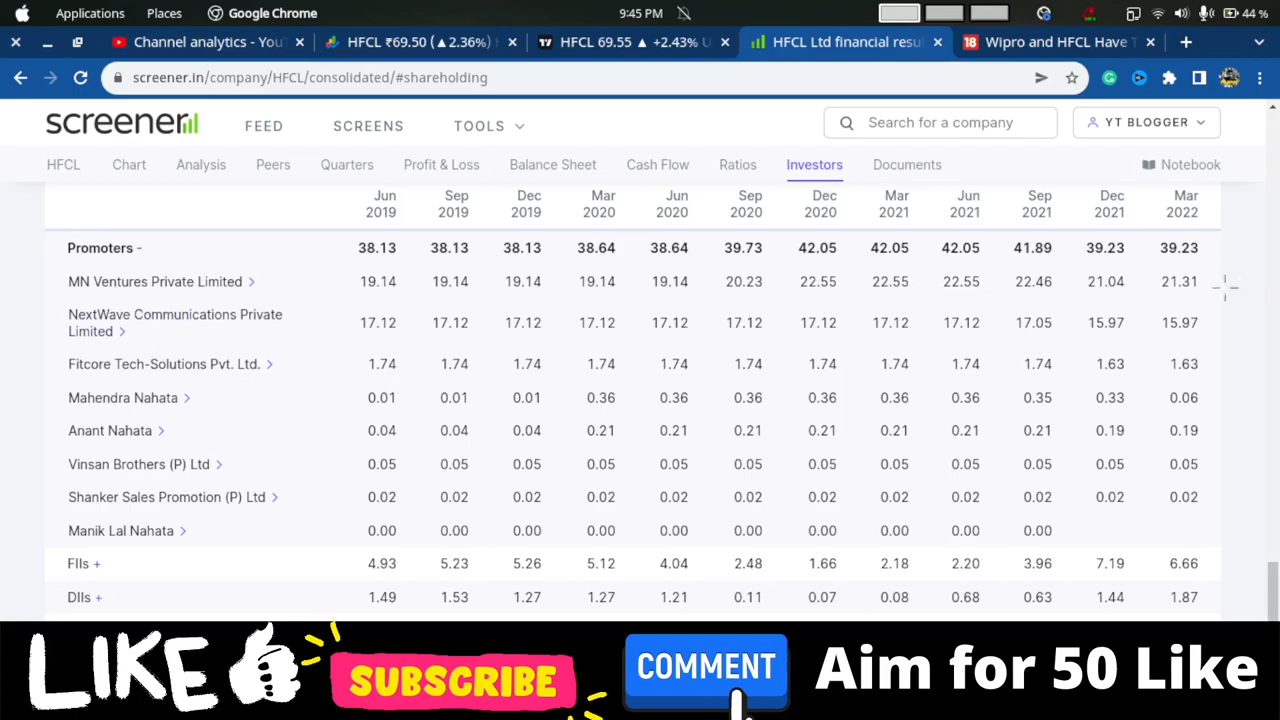 Applications Places Google Chrome 9:45 PM 44 %
Channel analytics - You HFCL ₹69.50 (▲2.36%) HFCL 69.55 ▲ +2.43% U HFCL Ltd financial resul Wipro and HFCL Have T
screener.in/company/HFCL/consolidated/#shareholding
screener FEED SCREENS TOOLS Search for a company YT BLOGGER
HFCL Chart Analysis Peers Quarters Profit & Loss Balance Sheet Cash Flow Ratios Investors Documents Notebook
Jun 2019 Sep 2019 Dec 2019 Mar 2020 Jun 2020 Sep 2020 Dec 2020 Mar 2021 Jun 2021 Sep 2021 Dec 2021 Mar 2022
Promoters - 38.13 38.13 38.13 38.64 38.64 39.73 42.05 42.05 42.05 41.89 39.23 39.23
MN Ventures Private Limited 19.14 19.14 19.14 19.14 19.14 20.23 22.55 22.55 22.55 22.46 21.04 21.31
NextWave Communications Private Limited 17.12 17.12 17.12 17.12 17.12 17.12 17.12 17.12 17.12 17.05 15.97 15.97
Fitcore Tech-Solutions Pvt. Ltd. 1.74 1.74 1.74 1.74 1.74 1.74 1.74 1.74 1.74 1.74 1.63 1.63
Mahendra Nahata 0.01 0.01 0.01 0.36 0.36 0.36 0.36 0.36 0.36 0.35 0.33 0.06
Anant Nahata 0.04 0.04 0.04 0.21 0.21 0.21 0.21 0.21 0.21 0.21 0.19 0.19
Vinsan Brothers (P) Ltd 0.05 0.05 0.05 0.05 0.05 0.05 0.05 0.05 0.05 0.05 0.05 0.05
Shanker Sales Promotion (P) Ltd 0.02 0.02 0.02 0.02 0.02 0.02 0.02 0.02 0.02 0.02 0.02 0.02
Manik Lal Nahata 0.00 0.00 0.00 0.00 0.00 0.00 0.00 0.00 0.00 0.00
FIIs + 4.93 5.23 5.26 5.12 4.04 2.48 1.66 2.18 2.20 3.96 7.19 6.66
DIIs + 1.49 1.53 1.27 1.27 1.21 0.11 0.07 0.08 0.68 0.63 1.44 1.87
LIKE SUBSCRIBE COMMENT Aim for 50 Like